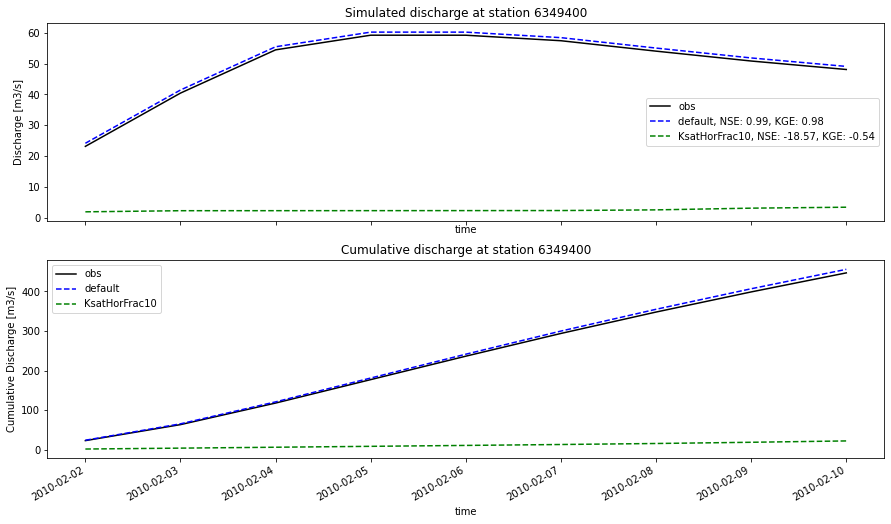 Simulated discharge at station 6349400
60
50
40
30
20
10
0
Discharge [m3/s]
obs
default, NSE: 0.99, KGE: 0.98
KsatHorFrac10, NSE: -18.57, KGE: -0.54
time
Cumulative discharge at station 6349400
400
300
200
100
0
Cumulative Discharge [m3/s]
obs
default
KsatHorFrac10
2010-02-02
2010-02-03
2010-02-04
2010-02-05
2010-02-06
2010-02-07
2010-02-08
2010-02-09
2010-02-10
time